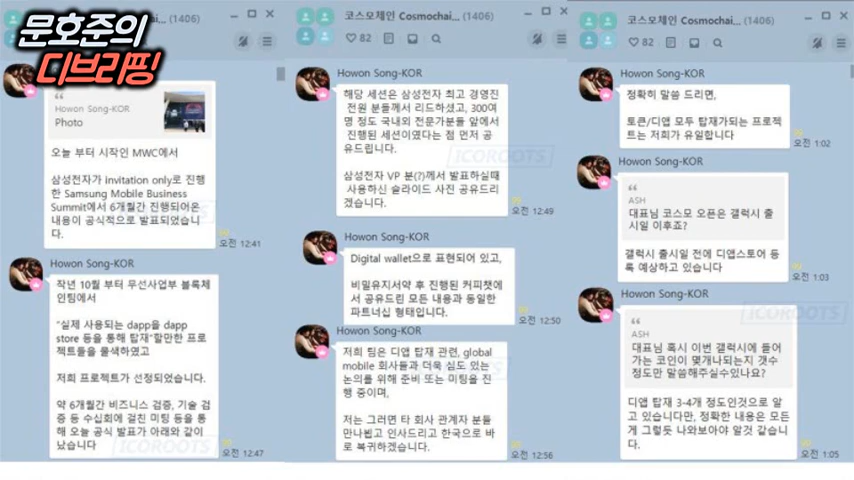 문호준의
디브리핑
코스모체인 Cosmochai... (1406)
82
Howon Song-KOR
Photo
오늘 부터 시작인 MWC에서
삼성전자가 invitation only로 진행
한 Samsung Mobile Business
Summit에서 6개월간 진행되어온
내용이 공식적으로 발표되었습니
다.
오전 12:41
Howon Song-KOR
작년 10월 부터 무선사업부 블록체
인팀에서
"실제 사용되는 dapp을 dapp
store 등을 통해 탑재"할만한 프로
젝트들을 물색하였고
저희 프로젝트가 선정되었습니다.
약 6개월간 비즈니스 검증, 기술 검
증 등 수십회에 걸친 미팅 등을 통
해 오늘 공식 발표가 아래와 같이
났습니다
오전 12:47
코스모체인 Cosmochai... (1406)
82
Howon Song-KOR
해당 세션은 삼성전자 최고 경영진
전원 분들께서 리드하셨고, 300여
명 정도 국내외 전문가분들 앞에서
진행된 세션이였다는 점 먼저 공
유드립니다.
삼성전자 VP 분(?)께서 발표하실때
사용하신 슬라이드 사진 공유드리
겠습니다.
오전 12:49
Howon Song-KOR
Digital wallet으로 표현되어 있고,
비밀유지서약 후 진행된 커피챗에
서 공유드린 모든 내용과 동일한
파트너십 형태입니다.
오전 12:50
Howon Song-KOR
저희 팀은 디앱 탑재 관련, global
mobile 회사들과 더욱 심도 있는
논의를 위해 준비 또는 미팅을 진
행 중이며,
저는 그러면 타 회사 관계자 분들
만나뵙고 인사드리고 한국으로 바
로 복귀하겠습니다.
오전 12:56
코스모체인 Cosmochai... (1406)
82
Howon Song-KOR
정확히 말씀 드리면,
토큰/디앱 모두 탑재가되는 프로젝
트는 저희가 유일합니다
오전 1:02
Howon Song-KOR
ASH
대표님 코스모 오픈은 갤럭시 출
시일 이후죠?
갤럭시 출시일 전에 디앱스토어 등
록 예상하고 있습니다
오전 1:03
Howon Song-KOR
ASH
대표님 혹시 이번 갤럭시에 들어
가는 코인이 몇개나되는지 갯수
정도만 말씀해주실수있나요?
디앱 탑재 3-4개 정도인것으로 알
고 있습니다만, 정확한 내용은 모든
게 그렇듯 나와보아야 알것 같습니
다.
오전 1:05
ICOROOTS